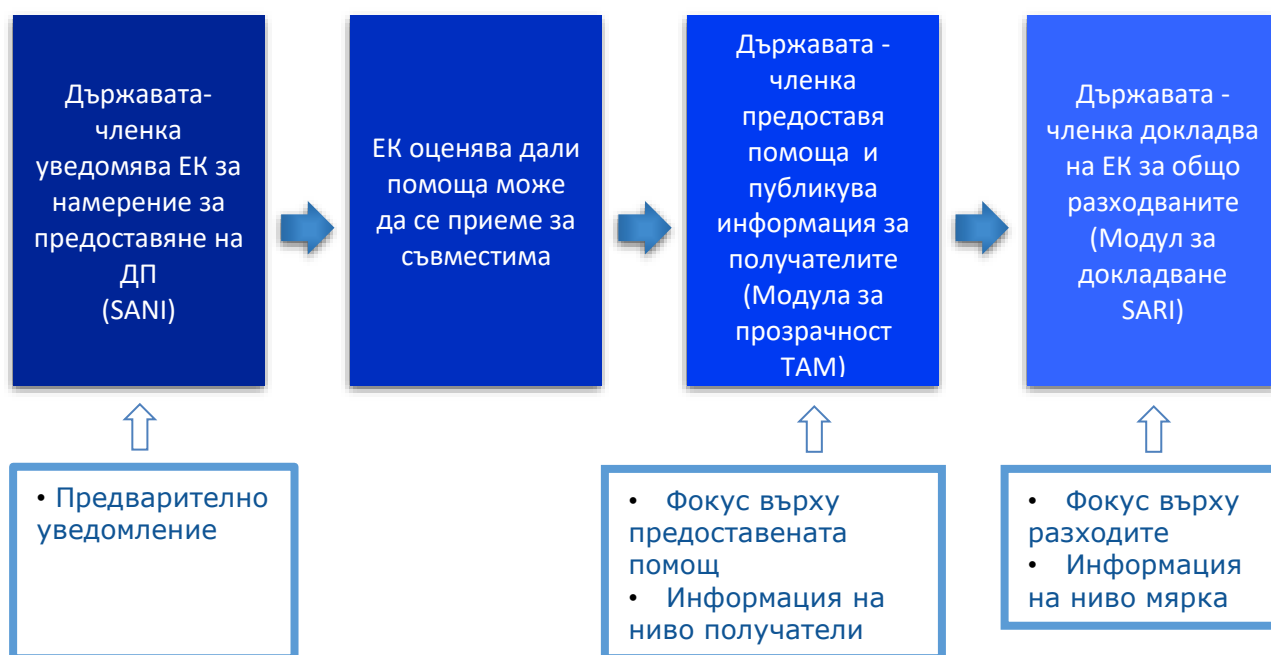 Държавата-
членка
уведомява ЕК за
намерение за
предоставяне на
ДП
(SANI)
ЕК оценява дали
помоща може
да се приеме за
съвместима
Държавата -
членка
предоставя
помоща и
публикува
информация за
получателите
(Модула за
прозрачност
ТАМ)
Държавата -
членка докладва
на ЕК за общо
разходваните
(Модул за
докладване
SARI)
• Предварително
уведомление
• Фокус върху
предоставената
помощ
• Информация на
ниво получатели
• Фокус върху
разходите
• Информация
на ниво мярка